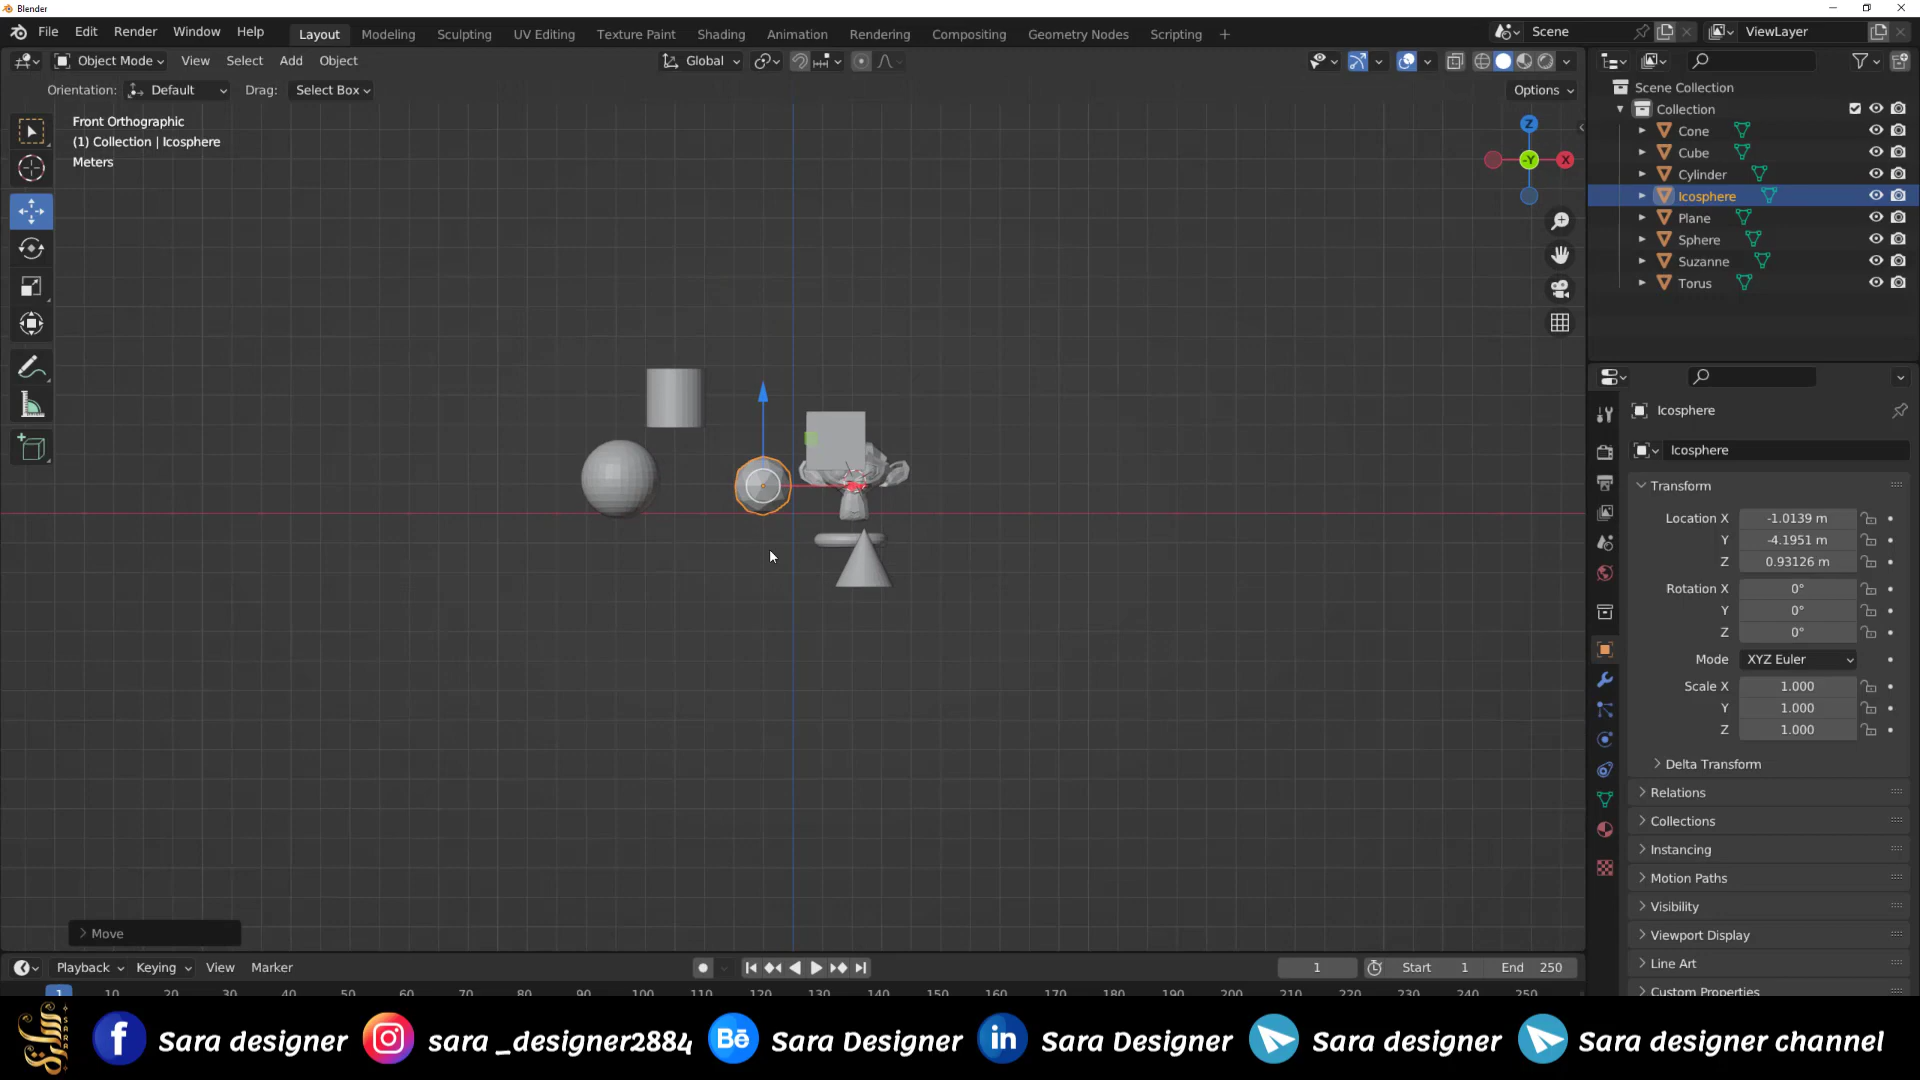 Blender
File Edit Render Window Help
Layout Modeling Sculpting UV Editing Texture Paint Shading Animation Rendering Compositing Geometry Nodes Scripting +
Scene
ViewLayer
Object Mode View Select Add Object
Global
Orientation: Default Drag: Select Box
Options
Front Orthographic
(1) Collection | Icosphere
Meters
Z
-Y
X
Scene Collection
Collection
Cone
Cube
Cylinder
Icosphere
Plane
Sphere
Suzanne
Torus
Icosphere
Icosphere
Transform
Location X -1.0139 m
Y -4.1951 m
Z 0.93126 m
Rotation X 0°
Y 0°
Z 0°
Mode XYZ Euler
Scale X 1.000
Y 1.000
Z 1.000
Delta Transform
Relations
Collections
Instancing
Motion Paths
Visibility
Viewport Display
Line Art
Custom Properties
Move
Playback Keying View Marker
1 Start 1 End 250
1 10 20 30 40 50 60 70 80 90 100 110 120 130 140 150 160 170 180 190 200 210 220 230 240 250
Sara designer
sara _designer2884
Bē Sara Designer
in Sara Designer
Sara designer
Sara designer channel